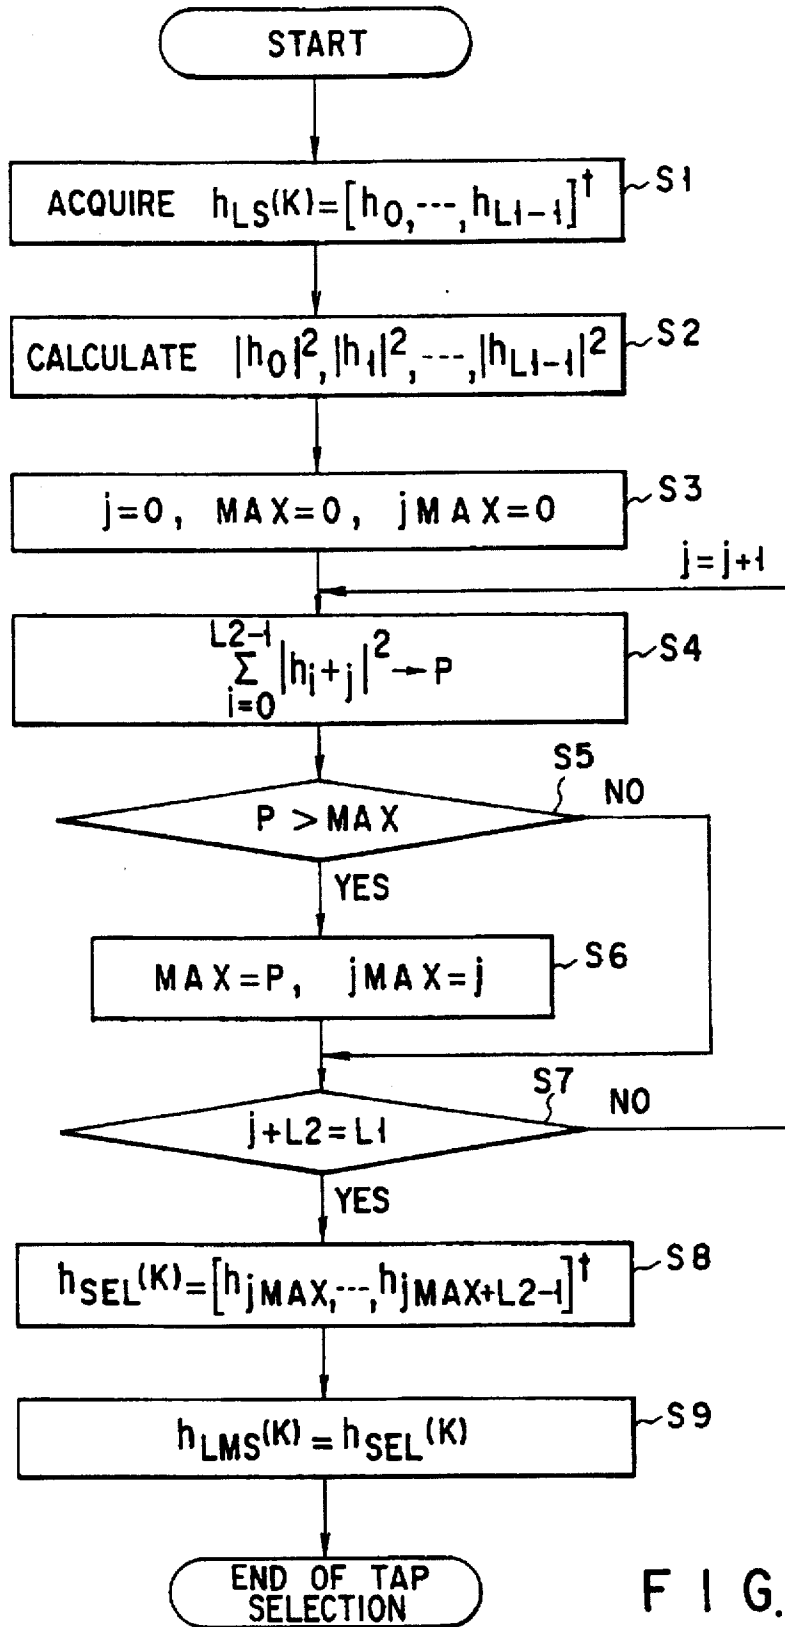 START
ACQUIRE h_LS(K)=[h_0,---,h_L1-1]^†
S1
CALCULATE |h_0|^2,|h_1|^2,---,|h_L1-1|^2
S2
j=0, MAX=0, jMAX=0
S3
j=j+1
L2-1
Σ |h_i+j|^2→P
i=0
S4
S5
P > MAX
NO
YES
MAX=P, jMAX=j
S6
S7
j+L2=L1
NO
YES
h_SEL(K)=[h_jMAX,---,h_jMAX+L2-1]^†
S8
h_LMS(K)=h_SEL(K)
S9
END OF TAP
SELECTION
FIG.